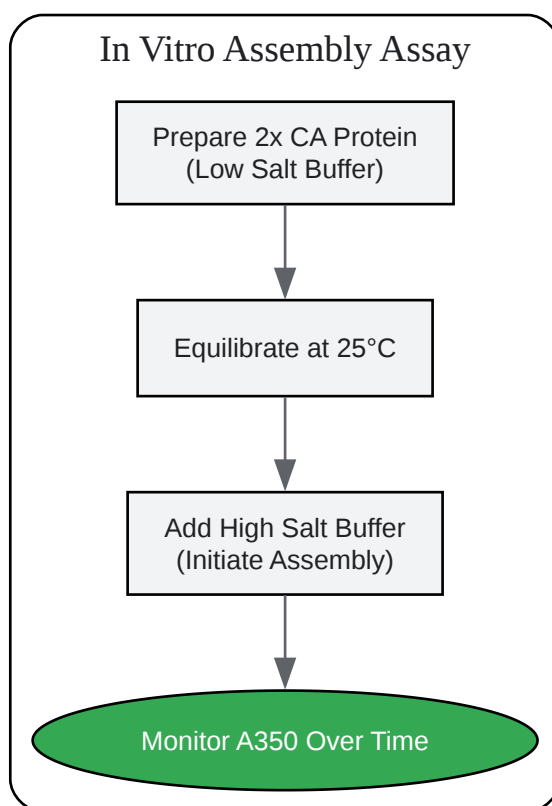 In Vitro Assembly Assay
Prepare 2x CA Protein
(Low Salt Buffer)
Equilibrate at 25°C
Add High Salt Buffer
(Initiate Assembly)
Monitor A350 Over Time